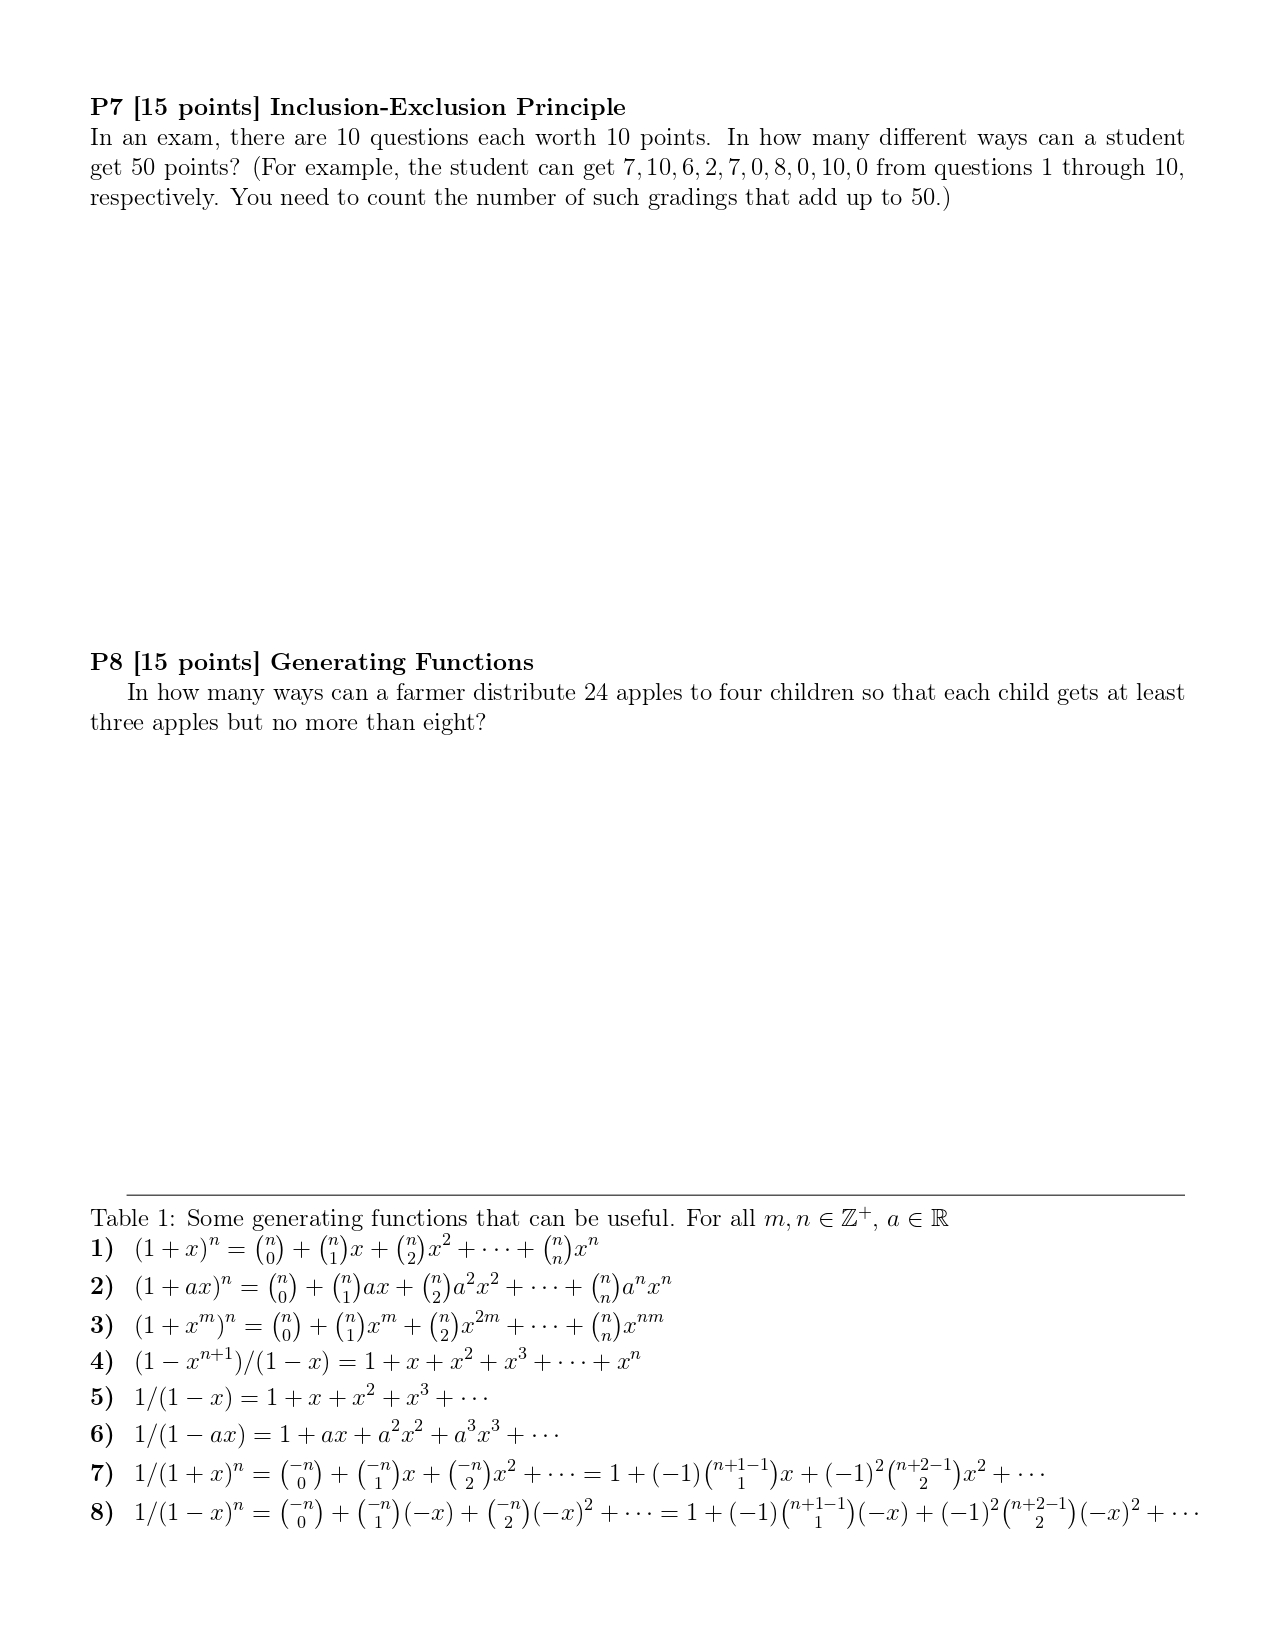 P7 [15 points] Inclusion-Exclusion Principle
In an exam, there are 10 questions each worth 10 points. In how many different ways can a student
get 50 points? (For example, the student can get 7, 10, 6, 2, 7, 0, 8, 0, 10, 0 from questions 1 through 10,
respectively. You need to count the number of such gradings that add up to 50.)
P8 [15 points] Generating Functions
In how many ways can a farmer distribute 24 apples to four children so that each child gets at least
three apples but no more than eight?
Table 1: Some generating functions that can be useful. For all $m, n \in \mathbb{Z}^+$, $a \in \mathbb{R}$
1) $(1 + x)^n = \binom{n}{0} + \binom{n}{1}x + \binom{n}{2}x^2 + \cdots + \binom{n}{n}x^n$
2) $(1 + ax)^n = \binom{n}{0} + \binom{n}{1}ax + \binom{n}{2}a^2x^2 + \cdots + \binom{n}{n}a^nx^n$
3) $(1 + x^m)^n = \binom{n}{0} + \binom{n}{1}x^m + \binom{n}{2}x^{2m} + \cdots + \binom{n}{n}x^{nm}$
4) $(1 - x^{n+1})/(1 - x) = 1 + x + x^2 + x^3 + \cdots + x^n$
5) $1/(1 - x) = 1 + x + x^2 + x^3 + \cdots$
6) $1/(1 - ax) = 1 + ax + a^2x^2 + a^3x^3 + \cdots$
7) $1/(1 + x)^n = \binom{-n}{0} + \binom{-n}{1}x + \binom{-n}{2}x^2 + \cdots = 1 + (-1)\binom{n+1-1}{1}x + (-1)^2\binom{n+2-1}{2}x^2 + \cdots$
8) $1/(1 - x)^n = \binom{-n}{0} + \binom{-n}{1}(-x) + \binom{-n}{2}(-x)^2 + \cdots = 1 + (-1)\binom{n+1-1}{1}(-x) + (-1)^2\binom{n+2-1}{2}(-x)^2 + \cdots$